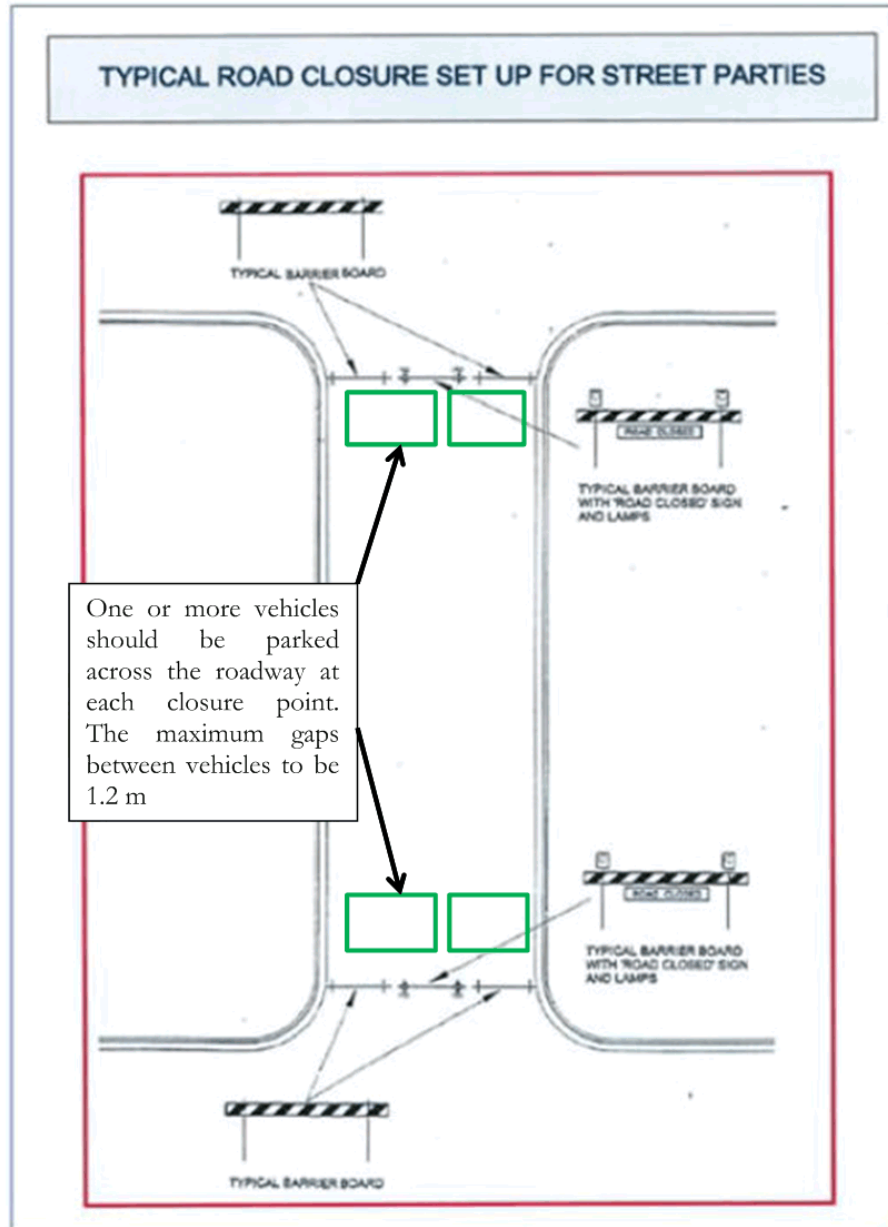 TYPICAL ROAD CLOSURE SET UP FOR STREET PARTIES
TYPICAL BARRIER BOARD
ROAD CLOSED
TYPICAL BARRIER BOARD
WITH 'ROAD CLOSED' SIGN
AND LAMPS
One or more vehicles
should be parked
across the roadway at
each closure point.
The maximum gaps
between vehicles to be
1.2 m
ROAD CLOSED
TYPICAL BARRIER BOARD
WITH 'ROAD CLOSED' SIGN
AND LAMPS
TYPICAL BARRIER BOARD